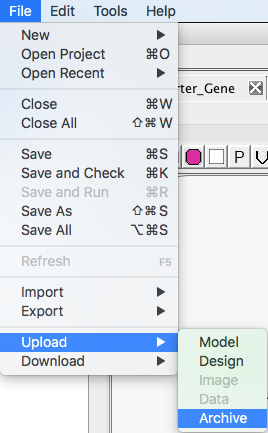 File Edit Tools Help
New ▶
Open Project ⌘O
Open Recent ▶
rter_Gene
Close ⌘W
Close All ⇧⌘W
Save ⌘S
Save and Check ⌘K
Save and Run ⌘R
P
Save As ⇧⌘S
Save All ⌥⌘S
Refresh F5
Import ▶
Export ▶
Upload ▶
Download ▶
Model
Design
Image
Data
Archive